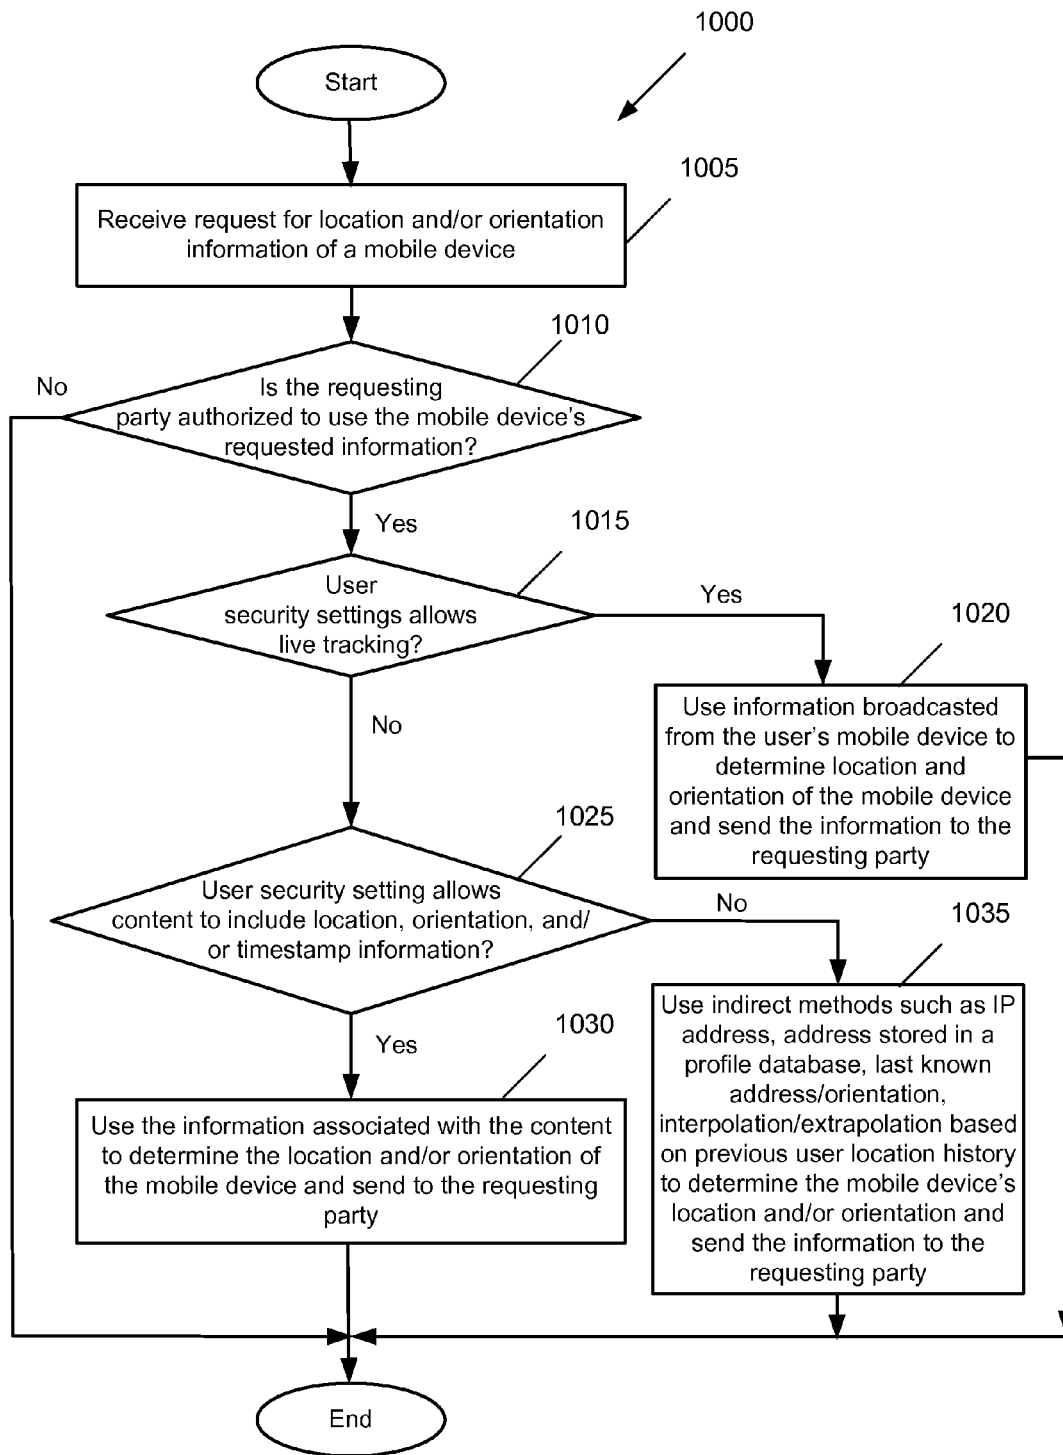 1000
Start
1005
Receive request for location and/or orientation
information of a mobile device
1010
No
Is the requesting
party authorized to use the mobile device's
requested information?
Yes
1015
User
security settings allows
live tracking?
Yes
1020
No
Use information broadcasted
from the user's mobile device to
determine location and
orientation of the mobile device
and send the information to the
requesting party
1025
User security setting allows
content to include location, orientation, and/
or timestamp information?
No
1035
Yes
1030
Use indirect methods such as IP
address, address stored in a
profile database, last known
address/orientation,
interpolation/extrapolation based
on previous user location history
to determine the mobile device's
location and/or orientation and
send the information to the
requesting party
Use the information associated with the content
to determine the location and/or orientation of
the mobile device and send to the requesting
party
End